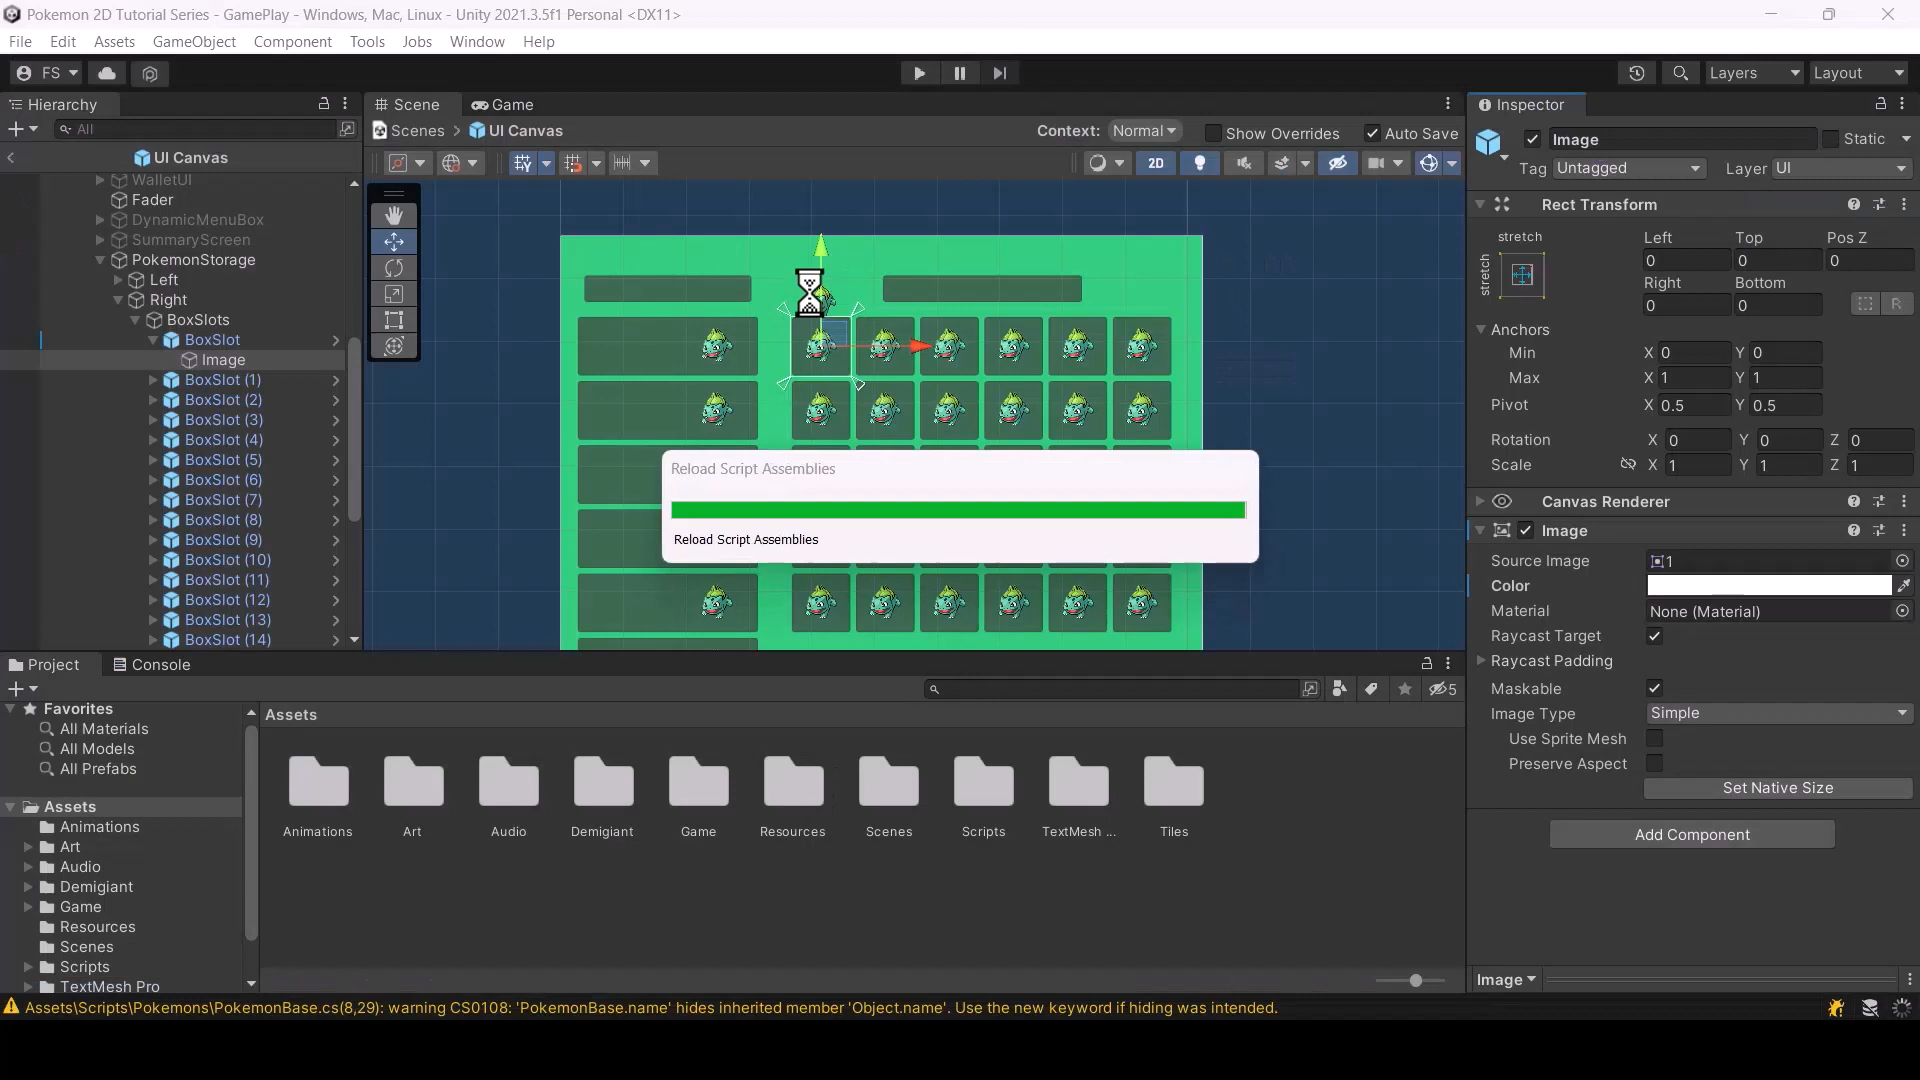 Pokemon 2D Tutorial Series - GamePlay - Windows, Mac, Linux - Unity 2021.3.5f1 Personal <DX11>
File Edit Assets GameObject Component Tools Jobs Window Help
FS
Layers Layout
Hierarchy
All
UI Canvas
WalletUI
Fader
DynamicMenuBox
SummaryScreen
PokemonStorage
Left
Right
BoxSlots
BoxSlot
Image
BoxSlot (1)
BoxSlot (2)
BoxSlot (3)
BoxSlot (4)
BoxSlot (5)
BoxSlot (6)
BoxSlot (7)
BoxSlot (8)
BoxSlot (9)
BoxSlot (10)
BoxSlot (11)
BoxSlot (12)
BoxSlot (13)
BoxSlot (14)
Scene Game
Scenes UI Canvas
Context: Normal Show Overrides Auto Save
2D
Reload Script Assemblies
Reload Script Assemblies
Inspector
Image Static
Tag Untagged Layer UI
Rect Transform
stretch
stretch
Left Top Pos Z
0 0 0
Right Bottom
0 0 R
Anchors
Min X 0 Y 0
Max X 1 Y 1
Pivot X 0.5 Y 0.5
Rotation X 0 Y 0 Z 0
Scale X 1 Y 1 Z 1
Canvas Renderer
Image
Source Image 1
Color
Material None (Material)
Raycast Target
Raycast Padding
Maskable
Image Type Simple
Use Sprite Mesh
Preserve Aspect
Set Native Size
Add Component
Image
Project Console
5
Favorites
All Materials
All Models
All Prefabs
Assets
Animations
Art
Audio
Demigiant
Game
Resources
Scenes
Scripts
TextMesh Pro
Assets
Animations Art Audio Demigiant Game Resources Scenes Scripts TextMesh ... Tiles
Assets\Scripts\Pokemons\PokemonBase.cs(8,29): warning CS0108: 'PokemonBase.name' hides inherited member 'Object.name'. Use the new keyword if hiding was intended.